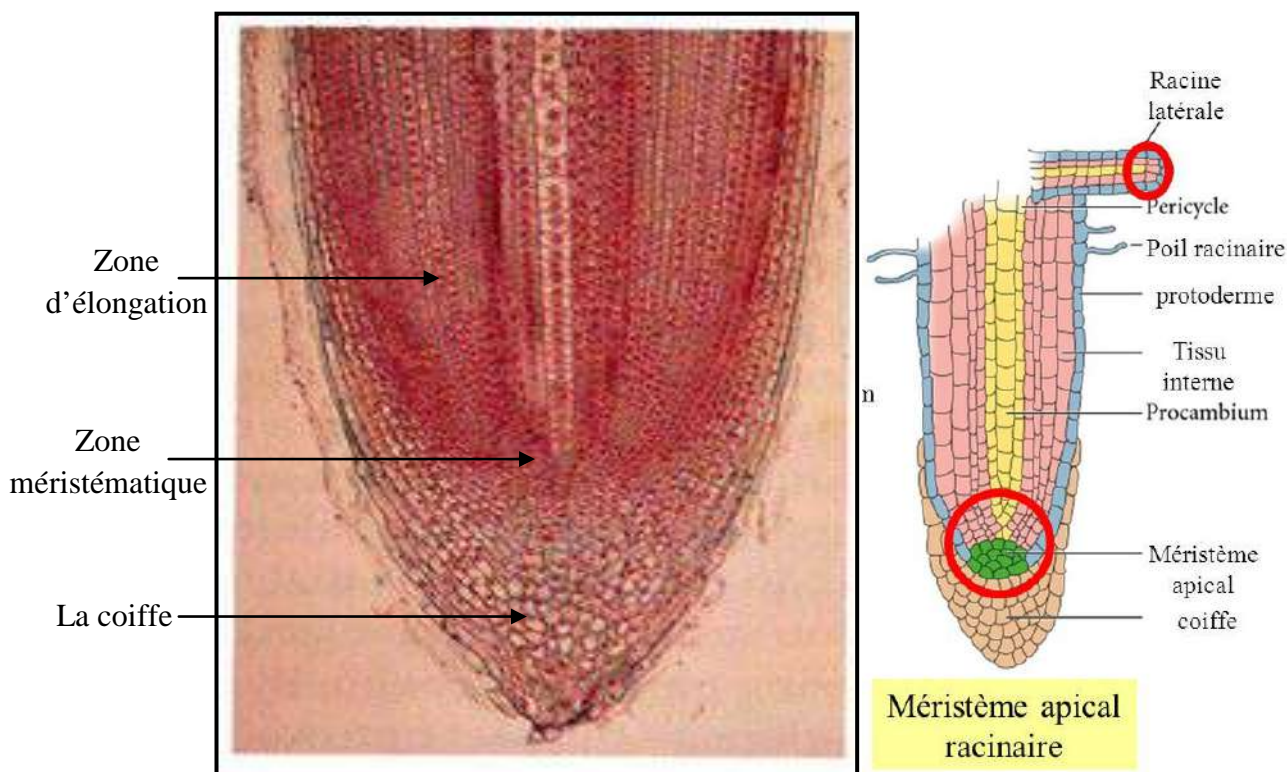 Zone
d'élongation
Zone
méristématique
La coiffe
n
Racine
latérale
Pericycle
Poil racinaire
protoderme
Tissu
interne
Procambium
Méristème
apical
coiffe
Méristème apical
racinaire